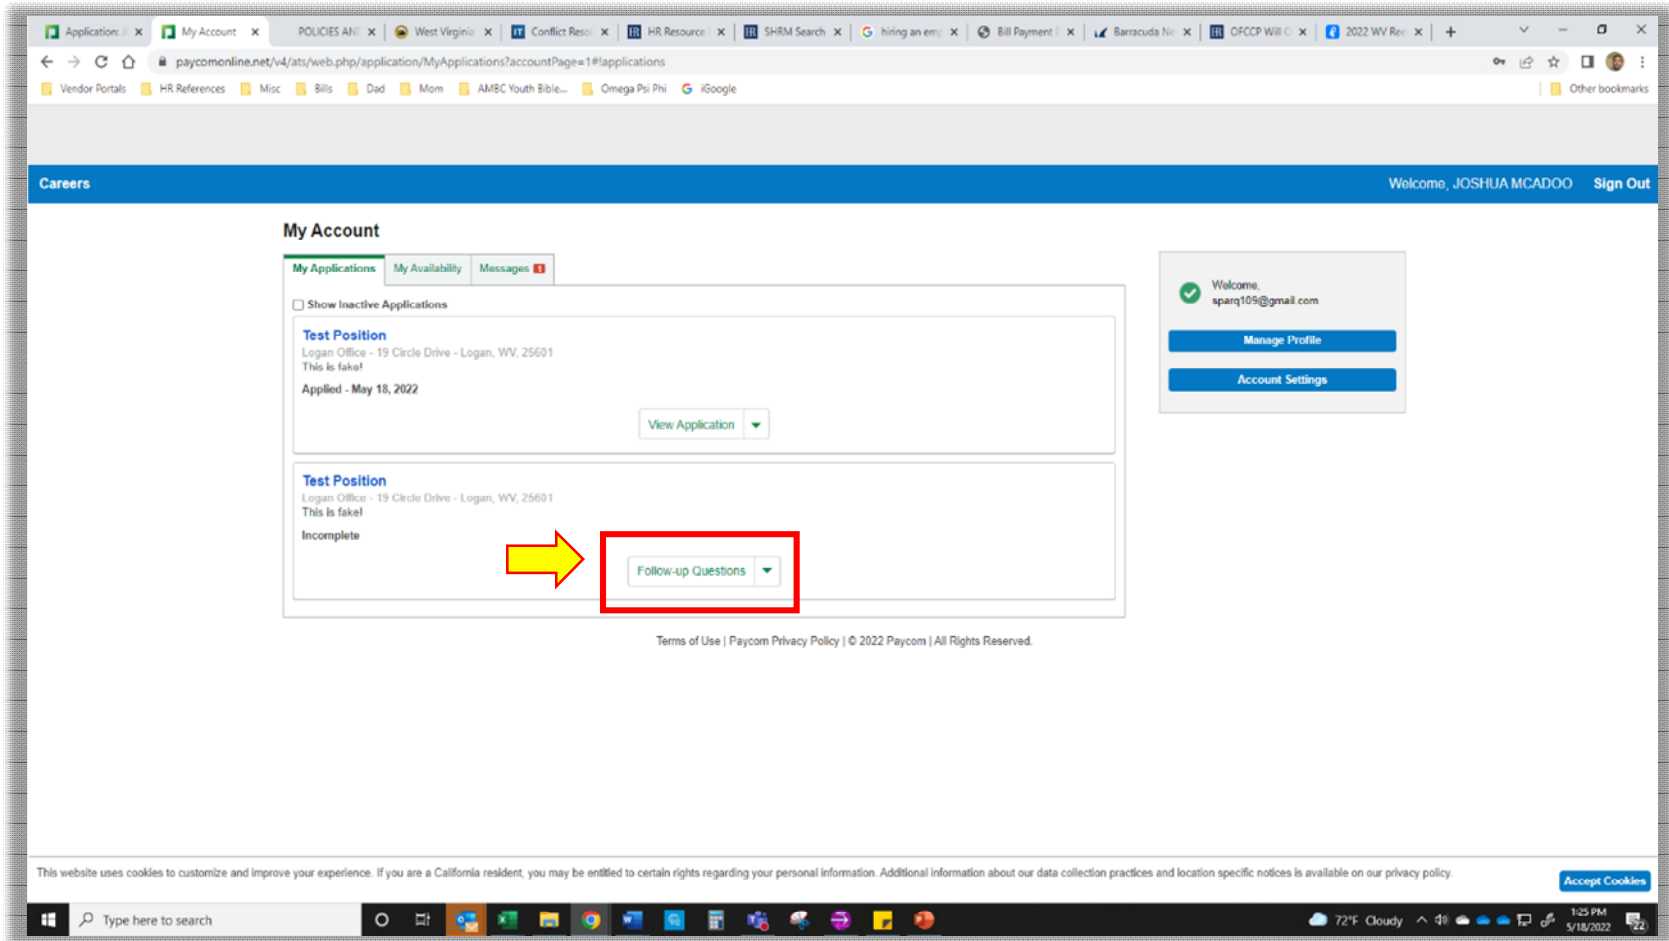 Application: J
My Account
POLICIES AND
West Virginia
Conflict Resol
HR Resource
SHRM Search
hiring an emp
Bill Payment
Barracuda Ne
OFCCP Will
2022 WV Re
paycomonline.net/v4/ats/web.php/application/MyApplications?accountPage=1#!applications
Vendor Portals
HR References
Misc
Bills
Dad
Mom
AMBC Youth Bible...
Omega Psi Phi
iGoogle
Other bookmarks
Careers
Welcome, JOSHUA MCADOO
Sign Out
My Account
My Applications
My Availability
Messages 1
Show Inactive Applications
Test Position
Logan Office - 19 Circle Drive - Logan, WV, 25601
This is fake!
Applied - May 18, 2022
View Application
Test Position
Logan Office - 19 Circle Drive - Logan, WV, 25601
This is fake!
Incomplete
Follow-up Questions
Welcome,
sparq109@gmail.com
Manage Profile
Account Settings
Terms of Use | Paycom Privacy Policy | © 2022 Paycom | All Rights Reserved.
This website uses cookies to customize and improve your experience. If you are a California resident, you may be entitled to certain rights regarding your personal information. Additional information about our data collection practices and location specific notices is available on our privacy policy.
Accept Cookies
Type here to search
72°F Cloudy
1:25 PM
5/18/2022
22